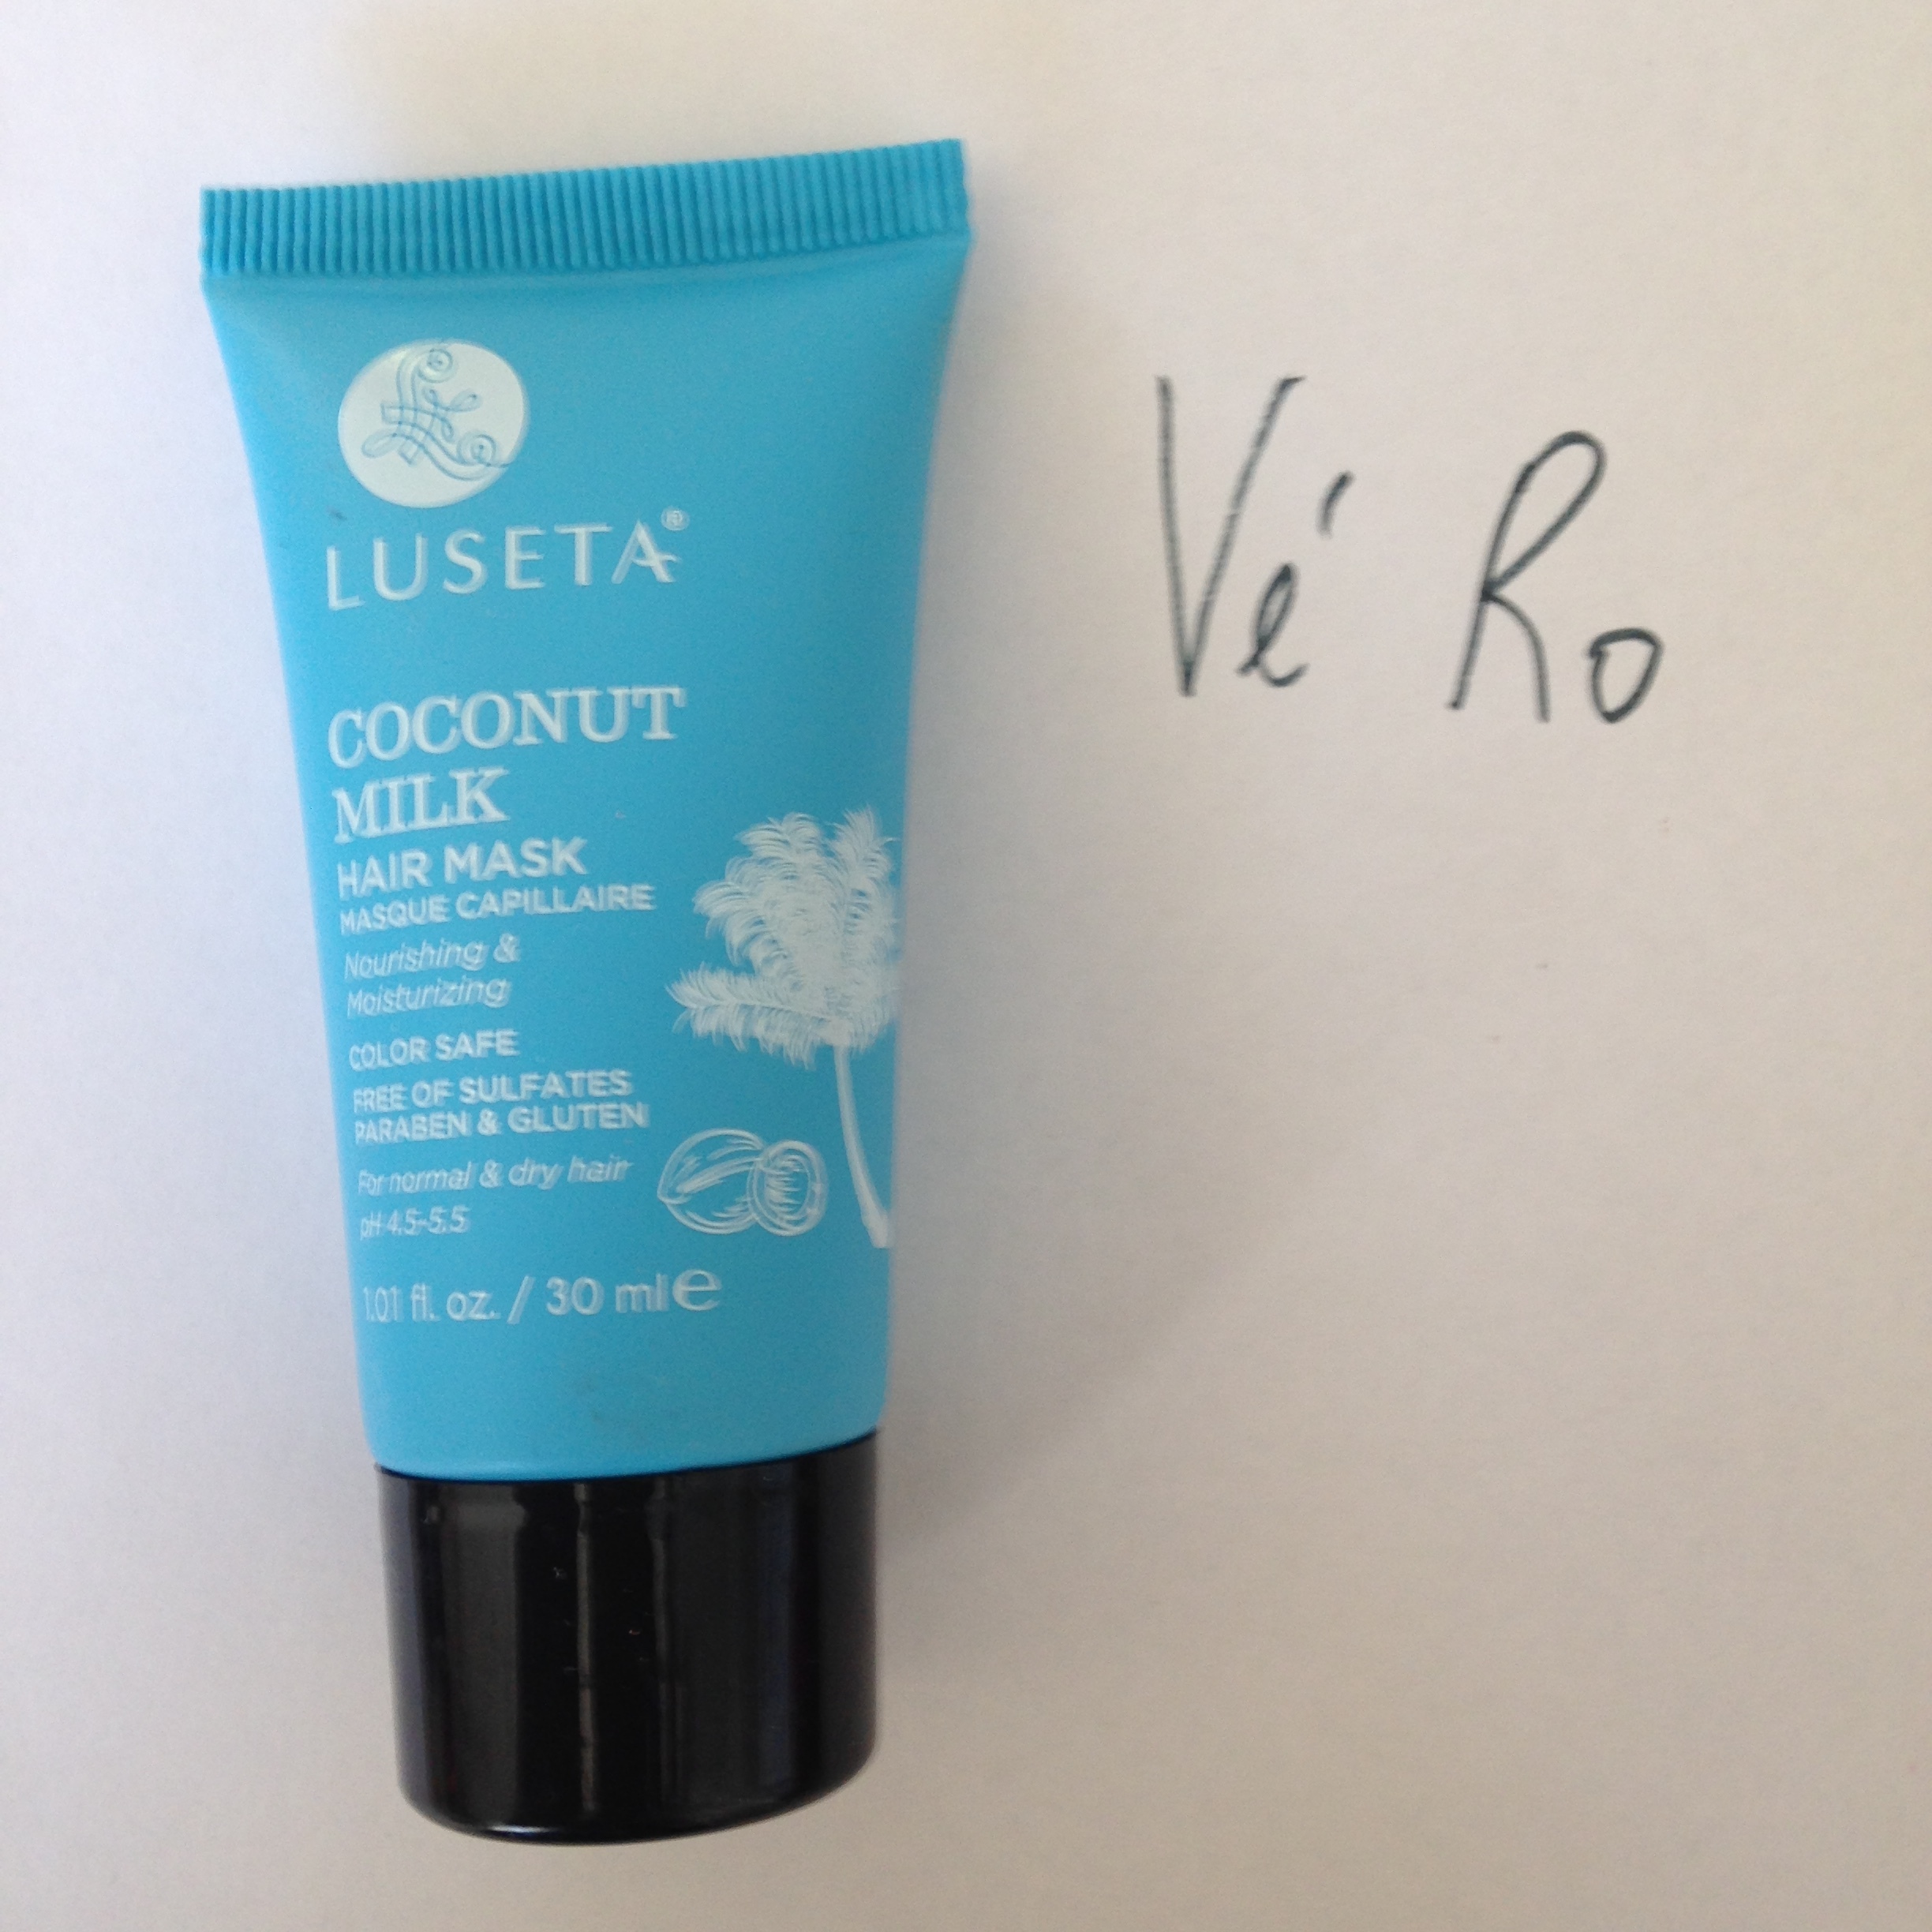 LUSETA®
COCONUT
MILK
HAIR MASK
MASQUE CAPILLAIRE
Nourishing &
Moisturizing
COLOR SAFE
FREE OF SULFATES
PARABEN & GLUTEN
For normal & dry hair
pH 4.5-5.5
1.01 fl. oz. / 30 ml e
Vé Ro